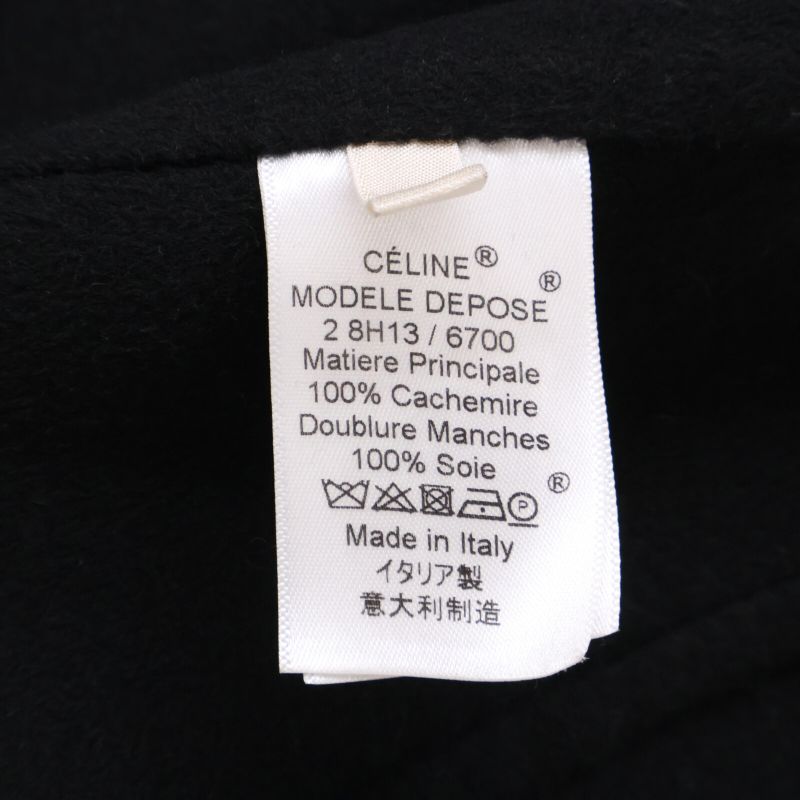 CÉLINE®
MODELE DEPOSE®
2 8H13 / 6700
Matiere Principale
100% Cachemire
Doublure Manches
100% Soie
P ®
Made in Italy
イタリア製
意大利制造